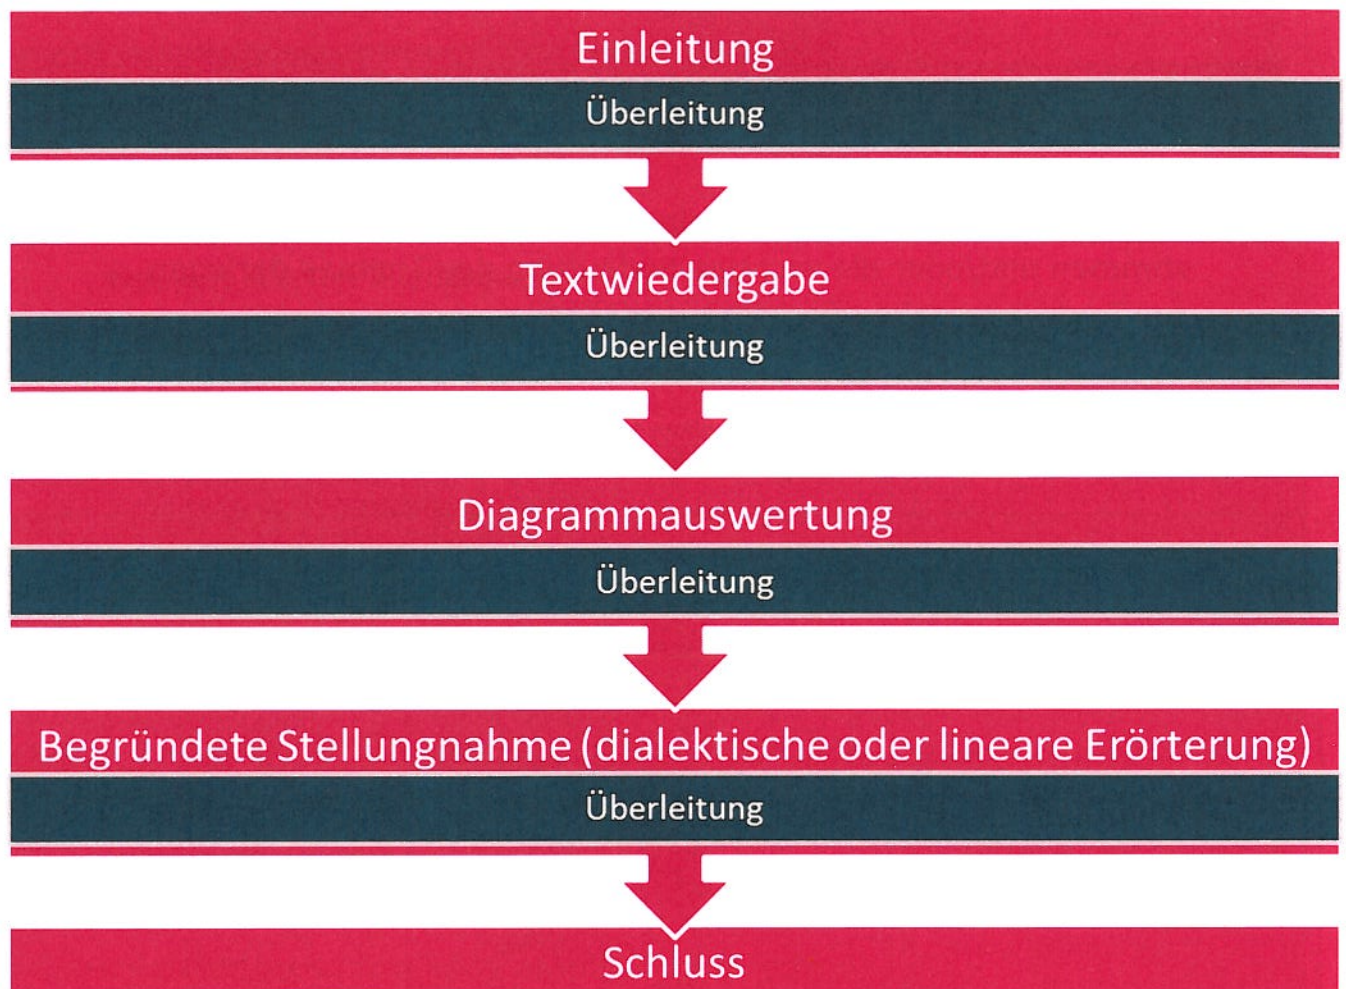 Einleitung
Überleitung
Textwiedergabe
Überleitung
Diagrammauswertung
Überleitung
Begründete Stellungnahme (dialektische oder lineare Erörterung)
Überleitung
Schluss